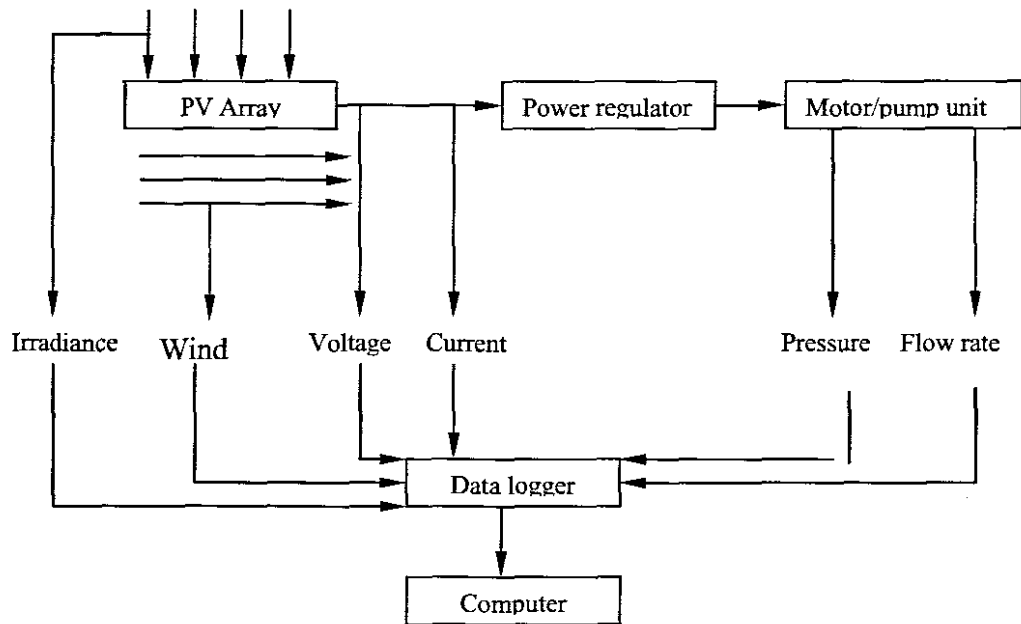 PV Array
Power regulator
Motor/pump unit
Irradiance
Wind
Voltage
Current
Pressure
Flow rate
Data logger
Computer